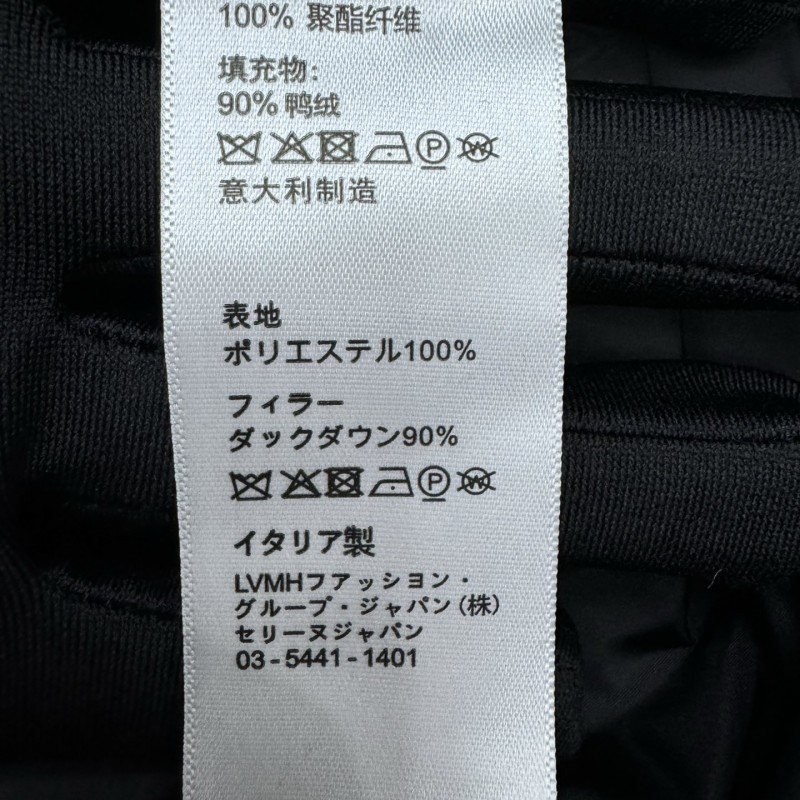 100% 聚酯纤维
填充物:
90% 鸭绒
意大利制造
表地
ポリエステル100%
フィラー
ダックダウン90%
イタリア製
LVMHファッション・
グループ・ジャパン(株)
セリーヌジャパン
03-5441-1401